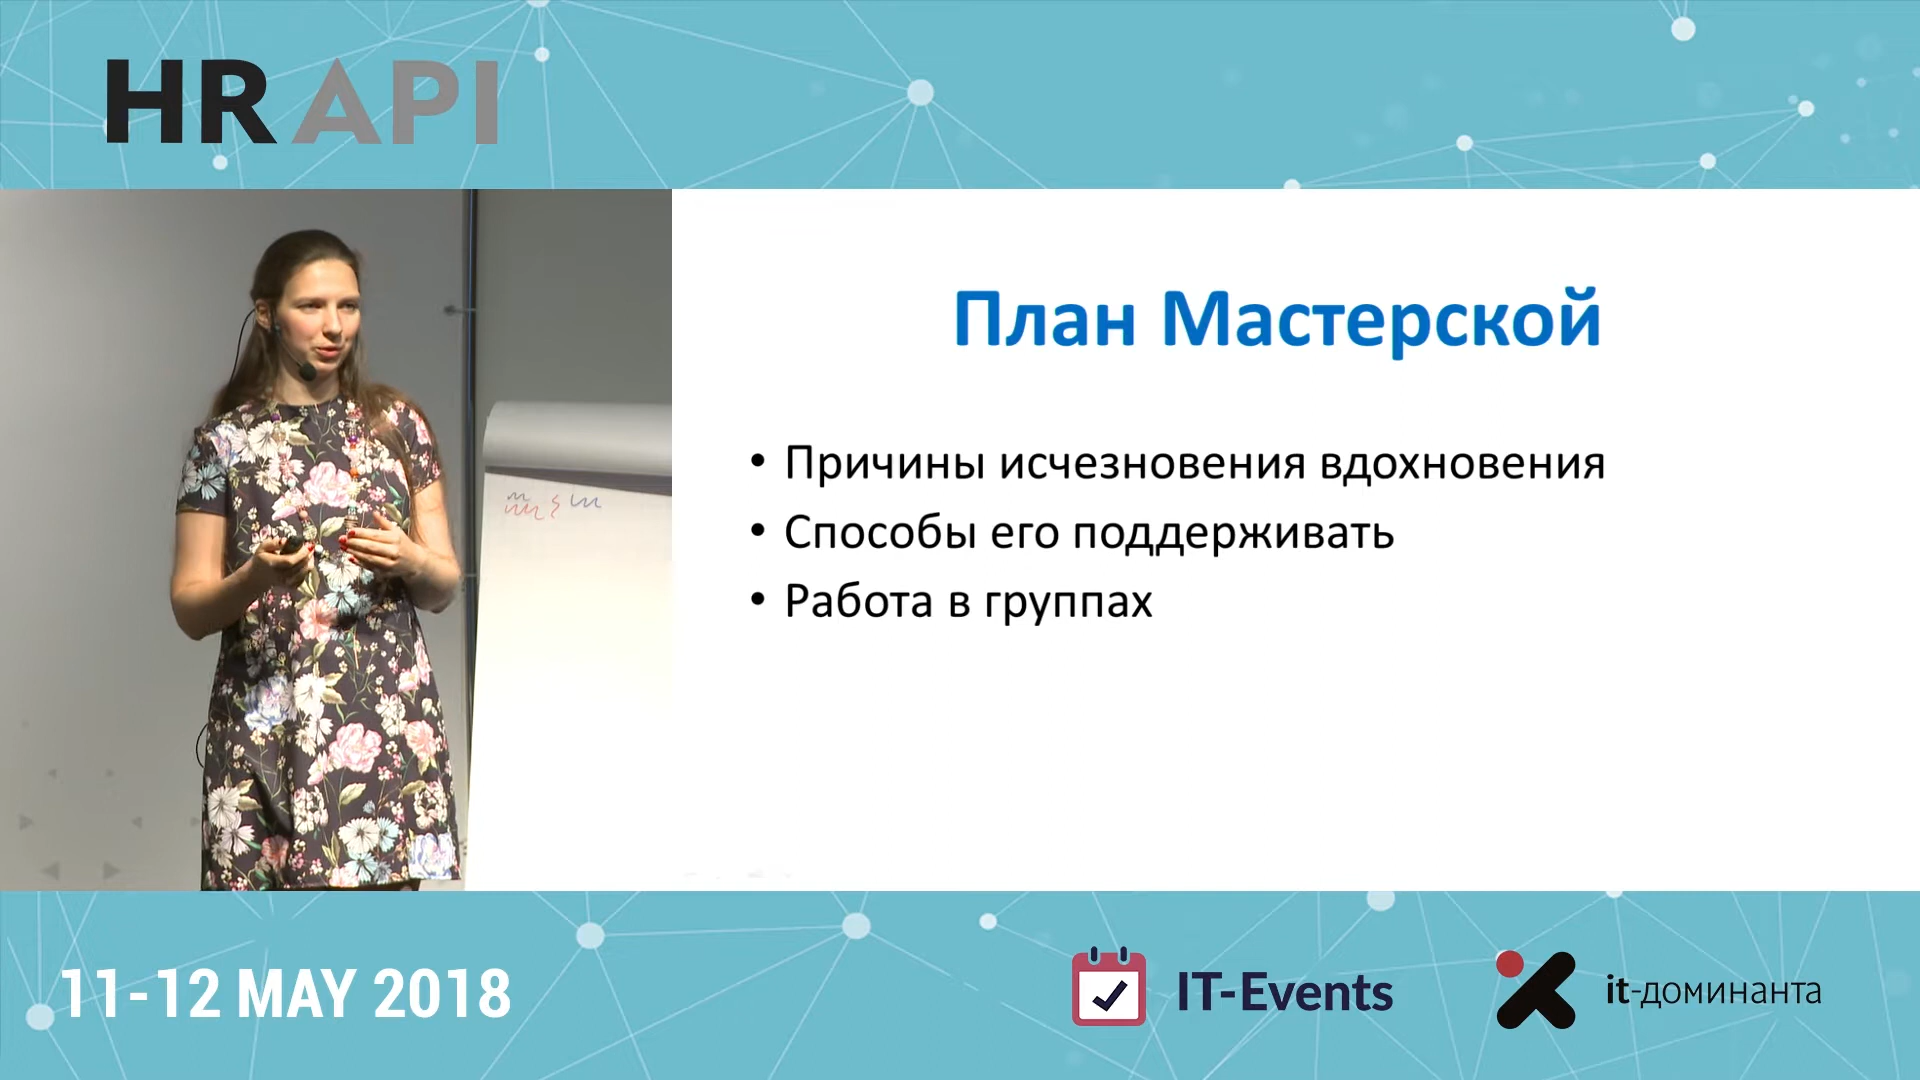 HR API
План Мастерской
• Причины исчезновения вдохновения
• Способы его поддерживать
• Работа в группах
11-12 MAY 2018
IT-Events
it-доминанта